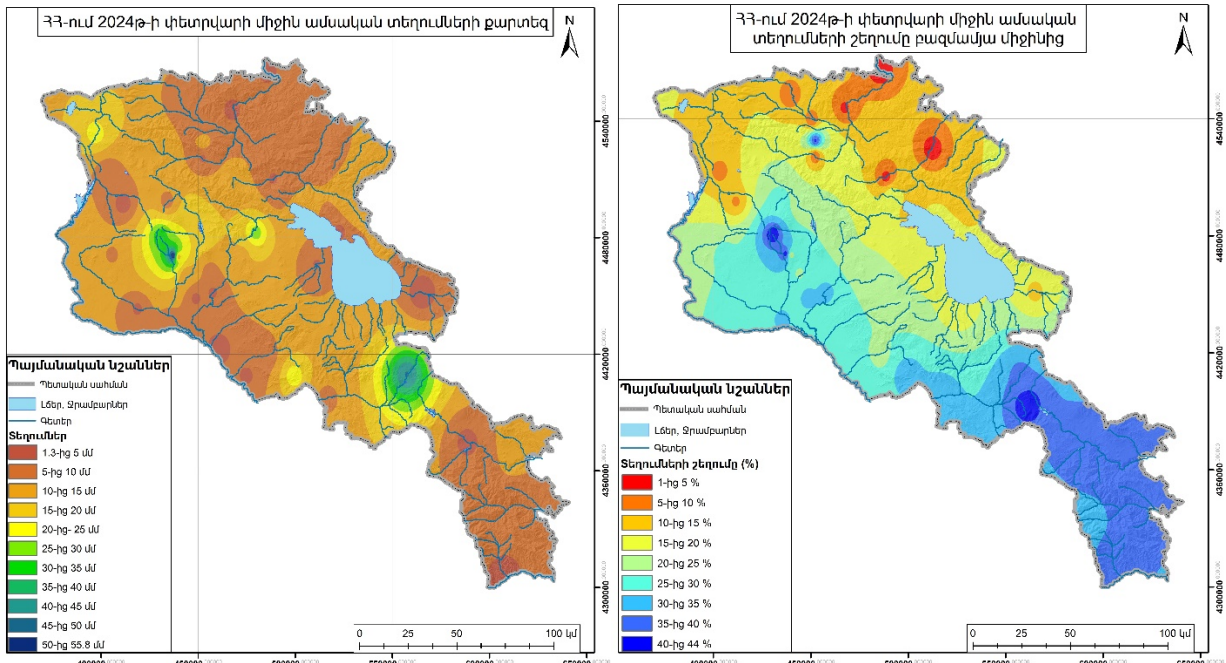 ՀՀ-ում 2024թ-ի փետրվարի միջին ամսական տեղումների քարտեզ
N
4540000
4480000
4420000
4360000
4300000
Պայմանական նշաններ
Պետական սահման
Լճեր, Ջրամբարներ
Գետեր
Տեղումներ
1.3-ից 5 մմ
5-ից 10 մմ
10-ից 15 մմ
15-ից 20 մմ
20-ից- 25 մմ
25-ից 30 մմ
30-ից 35 մմ
35-ից 40 մմ
40-ից 45 մմ
45-ից 50 մմ
50-ից 55.8 մմ
0 25 50 100 կմ
ՀՀ-ում 2024թ-ի փետրվարի միջին ամսական
տեղումների շեղումը բազմամյա միջինից
N
4540000
4480000
4420000
4360000
4300000
Պայմանական նշաններ
Պետական սահման
Լճեր, Ջրամբարներ
Գետեր
Տեղումների շեղումը (%)
1-ից 5 %
5-ից 10 %
10-ից 15 %
15-ից 20 %
20-ից 25 %
25-ից 30 %
30-ից 35 %
35-ից 40 %
40-ից 44 %
0 25 50 100 կմ